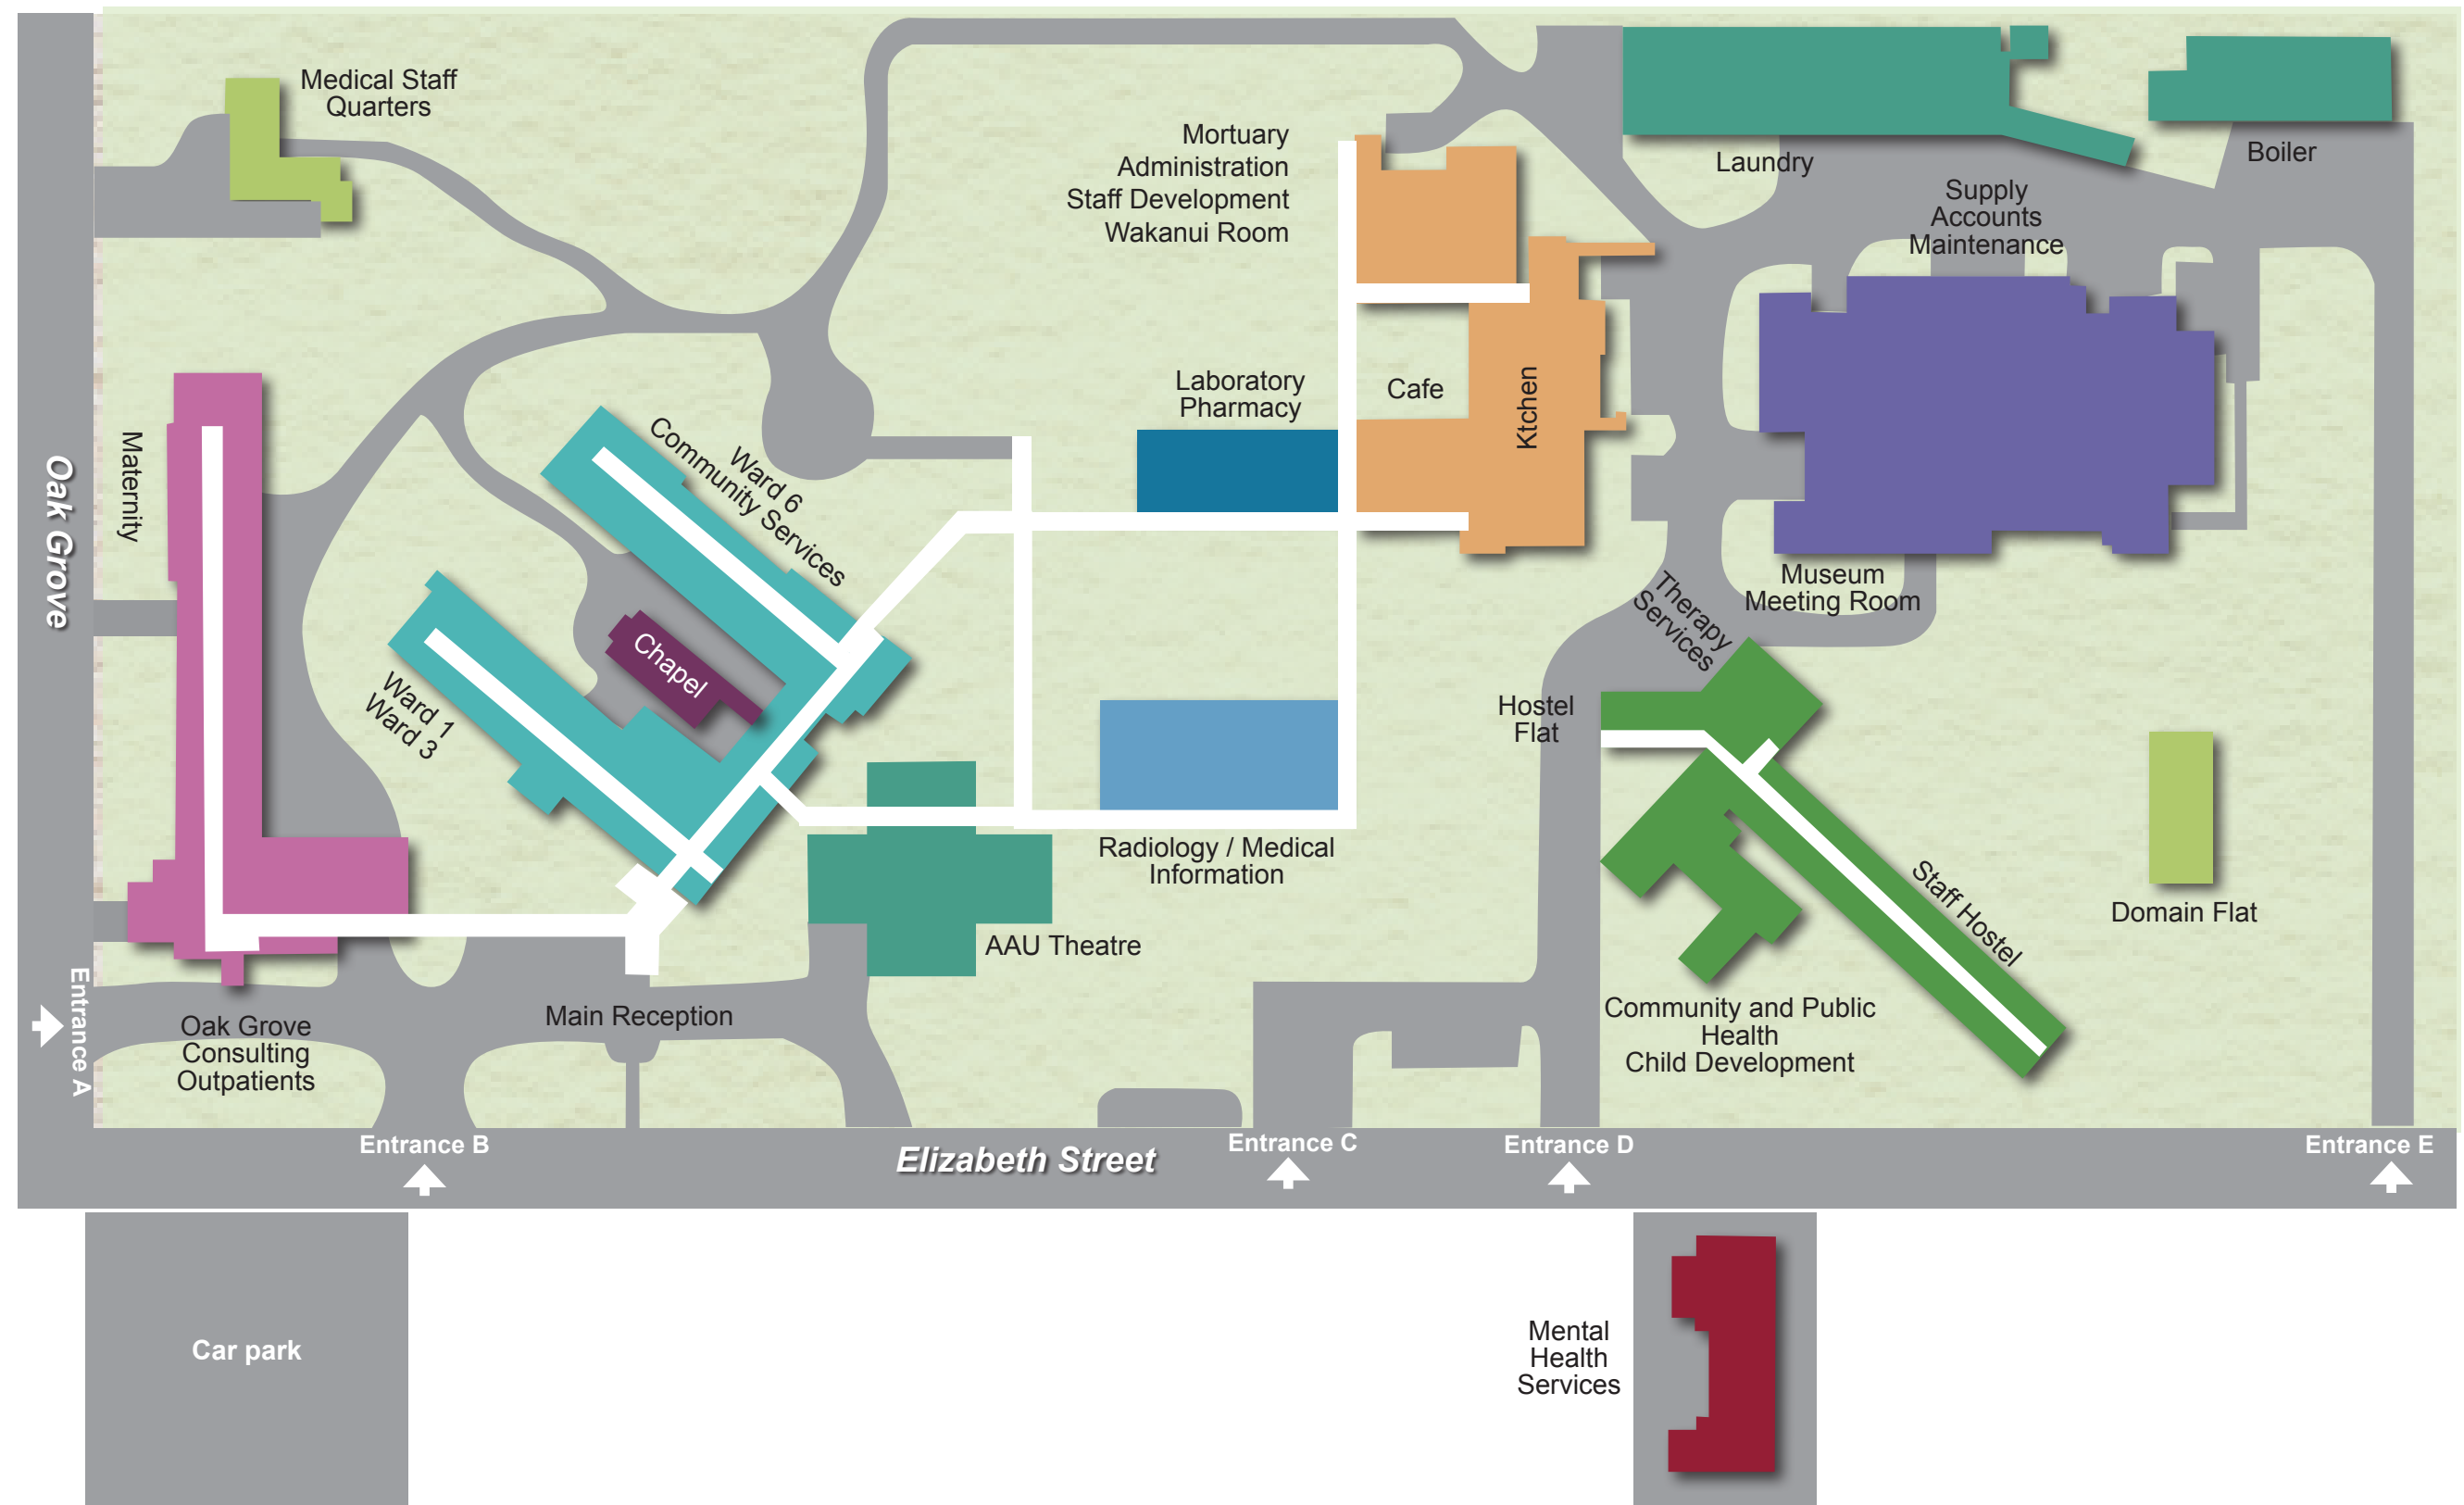 Medical Staff
Quarters
Mortuary
Administration
Staff Development
Wakanui Room
Laundry
Boiler
Supply
Accounts
Maintenance
Oak Grove
Maternity
Ward 6
Community Services
Laboratory
Pharmacy
Cafe
Ktchen
Chapel
Ward 1
Ward 3
Therapy
Services
Museum
Meeting Room
Hostel
Flat
Radiology / Medical
Information
AAU Theatre
Staff Hostel
Domain Flat
Community and Public
Health
Child Development
Main Reception
Oak Grove
Consulting
Outpatients
Entrance A
Entrance B
Elizabeth Street
Entrance C
Entrance D
Entrance E
Car park
Mental
Health
Services